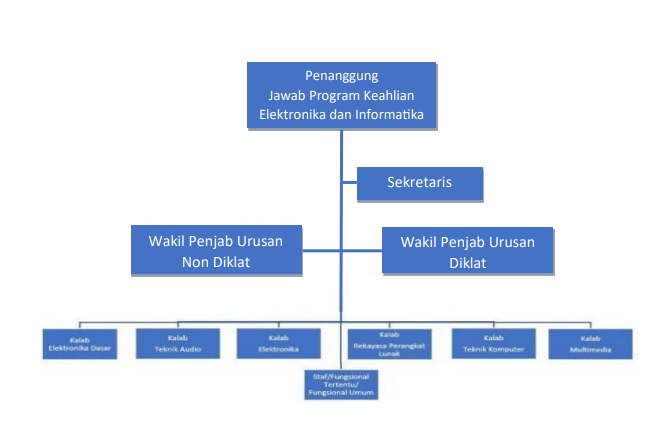 Penanggung
Jawab Program Keahlian
Elektronika dan Informatika
Sekretaris
Wakil Penjab Urusan
Non Diklat
Wakil Penjab Urusan
Diklat
Kalab
Elektronika Dasar
Kalab
Teknik Audio
Kalab
Elektronika
Kalab
Rekayasa Perangkat
Lunak
Kalab
Teknik Komputer
Kalab
Multimedia
Staf/Fungsional
Tertentu/
Fungsional Umum